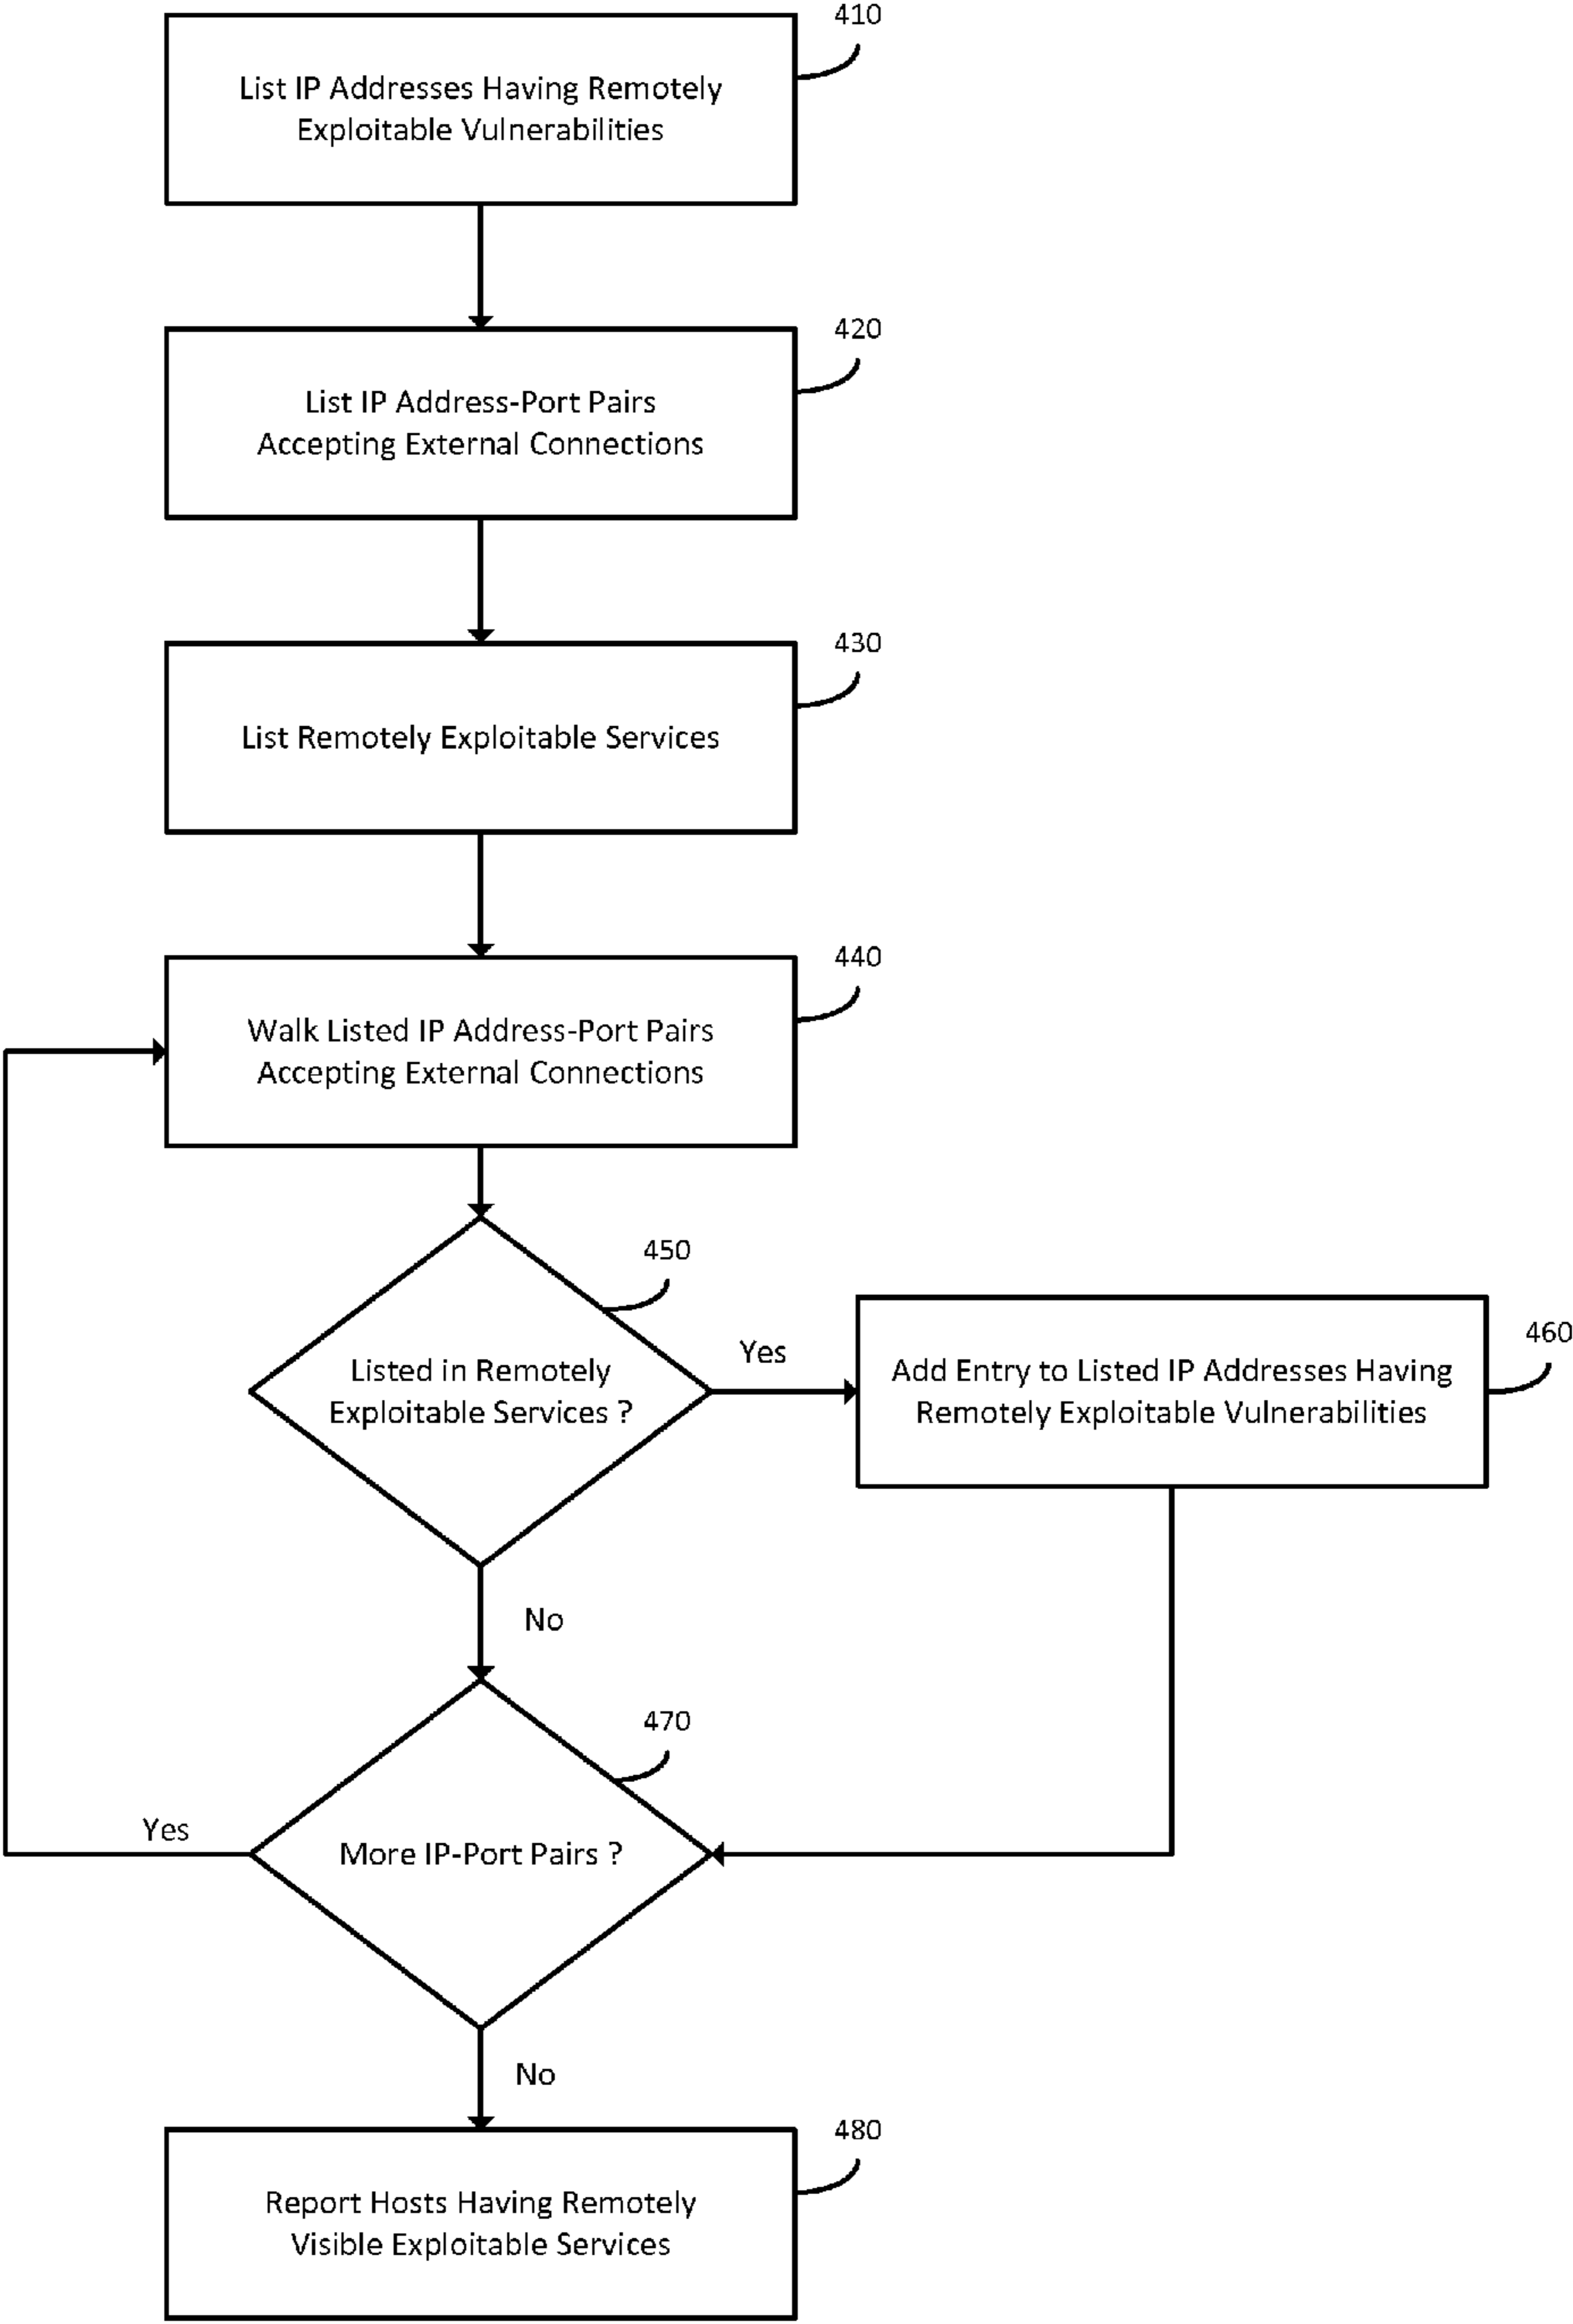 410
List IP Addresses Having Remotely
Exploitable Vulnerabilities
420
List IP Address-Port Pairs
Accepting External Connections
430
List Remotely Exploitable Services
440
Walk Listed IP Address-Port Pairs
Accepting External Connections
450
Listed in Remotely
Exploitable Services ?
Yes
460
Add Entry to Listed IP Addresses Having
Remotely Exploitable Vulnerabilities
No
470
More IP-Port Pairs ?
Yes
No
480
Report Hosts Having Remotely
Visible Exploitable Services